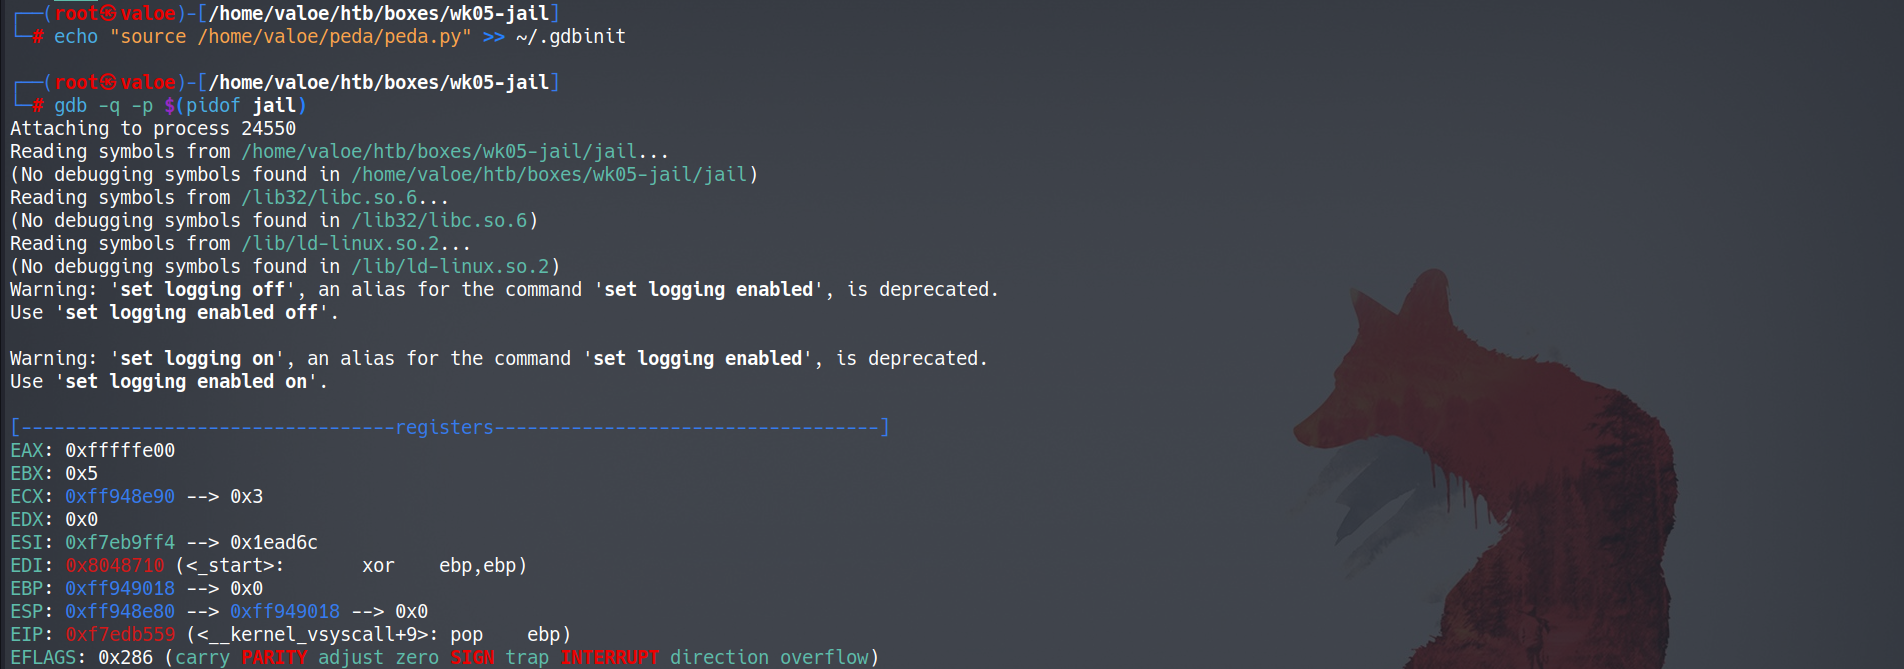 ┌──(root㉿valoe)-[/home/valoe/htb/boxes/wk05-jail]
└─# echo "source /home/valoe/peda/peda.py" >> ~/.gdbinit
┌──(root㉿valoe)-[/home/valoe/htb/boxes/wk05-jail]
└─# gdb -q -p $(pidof jail)
Attaching to process 24550
Reading symbols from /home/valoe/htb/boxes/wk05-jail/jail...
(No debugging symbols found in /home/valoe/htb/boxes/wk05-jail/jail)
Reading symbols from /lib32/libc.so.6...
(No debugging symbols found in /lib32/libc.so.6)
Reading symbols from /lib/ld-linux.so.2...
(No debugging symbols found in /lib/ld-linux.so.2)
Warning: 'set logging off', an alias for the command 'set logging enabled', is deprecated.
Use 'set logging enabled off'.
Warning: 'set logging on', an alias for the command 'set logging enabled', is deprecated.
Use 'set logging enabled on'.
[----------------------------------registers-----------------------------------]
EAX: 0xfffffe00
EBX: 0x5
ECX: 0xff948e90 --> 0x3
EDX: 0x0
ESI: 0xf7eb9ff4 --> 0x1ead6c
EDI: 0x8048710 (<_start>:       xor    ebp,ebp)
EBP: 0xff949018 --> 0x0
ESP: 0xff948e80 --> 0xff949018 --> 0x0
EIP: 0xf7edb559 (<__kernel_vsyscall+9>: pop    ebp)
EFLAGS: 0x286 (carry PARITY adjust zero SIGN trap INTERRUPT direction overflow)